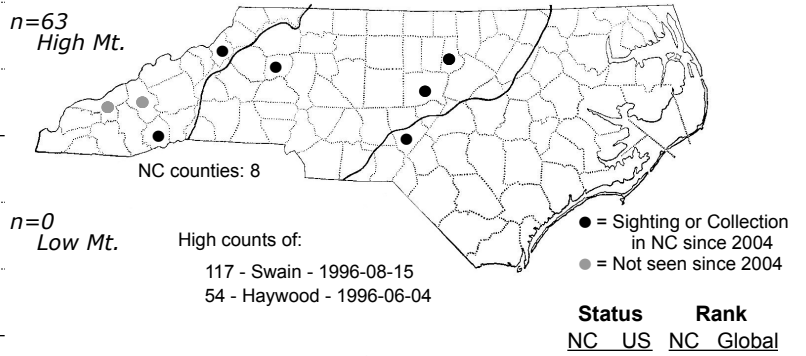 n=63
High Mt.
NC counties: 8
n=0
Low Mt.
High counts of:
117 - Swain - 1996-08-15
54 - Haywood - 1996-06-04
= Sighting or Collection
in NC since 2004
= Not seen since 2004
Status Rank
NC US NC Global